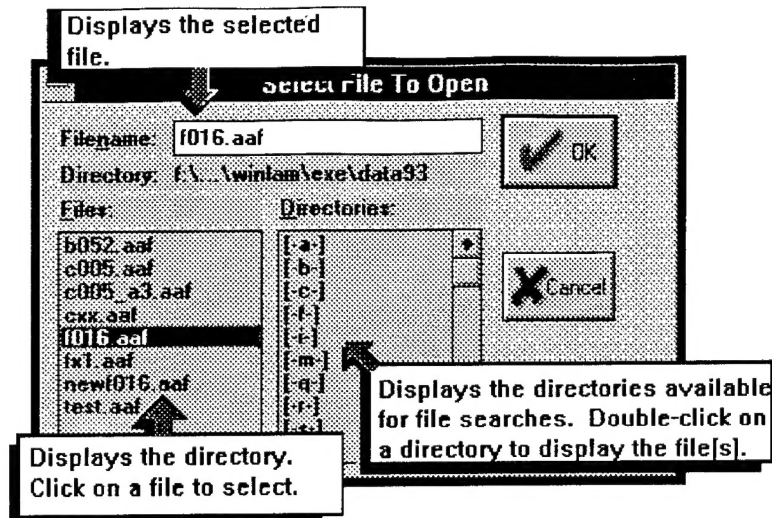 Displays the selected
file.
Select File To Open
Filename: f016.aaf
OK
Directory: f:\...\winlam\exe\data93
Files:
Directories:
b052.aaf
c005.aaf
c005_a3.aaf
cxx.aaf
f016.aaf
fx1.aaf
newf016.aaf
test.aaf
[-a-]
[-b-]
[-c-]
[-f-]
[-i-]
[-m-]
[-q-]
[-r-]
[-s-]
Cancel
Displays the directories available
for file searches. Double-click on
a directory to display the file[s].
Displays the directory.
Click on a file to select.